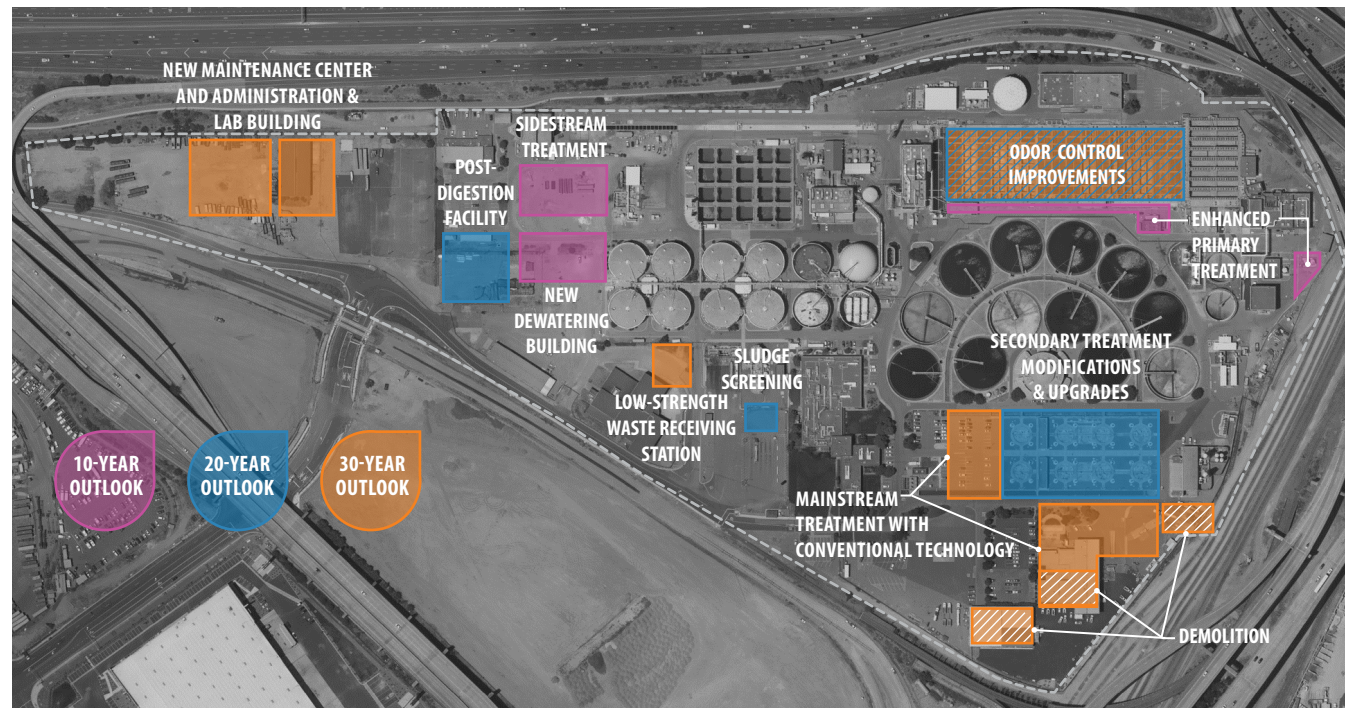 NEW MAINTENANCE CENTER
AND ADMINISTRATION &
LAB BUILDING
SIDESTREAM
TREATMENT
POST-
DIGESTION
FACILITY
NEW
DEWATERING
BUILDING
ODOR CONTROL
IMPROVEMENTS
ENHANCED
PRIMARY
TREATMENT
SECONDARY TREATMENT
MODIFICATIONS
& UPGRADES
SLUDGE
SCREENING
LOW-STRENGTH
WASTE RECEIVING
STATION
10-YEAR
OUTLOOK
20-YEAR
OUTLOOK
30-YEAR
OUTLOOK
MAINSTREAM
TREATMENT WITH
CONVENTIONAL TECHNOLOGY
DEMOLITION